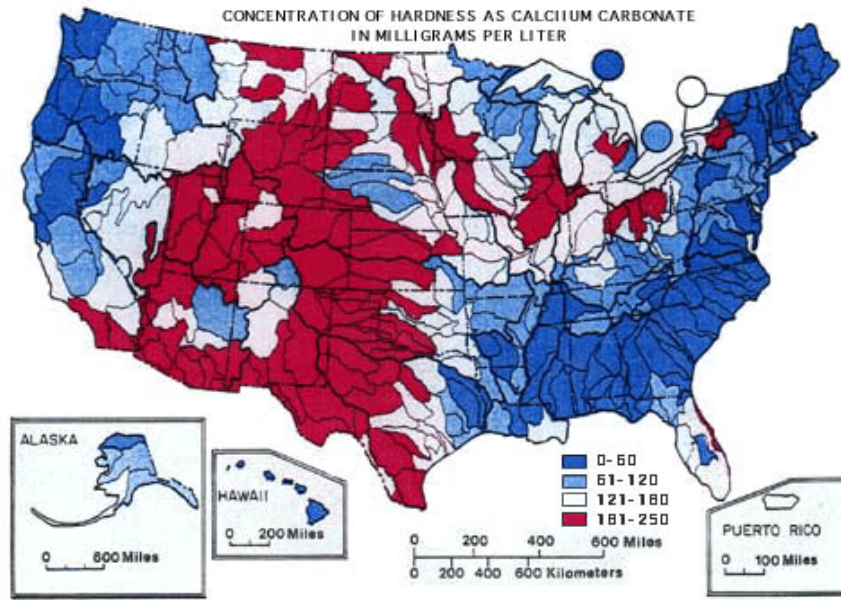 CONCENTRATION OF HARDNESS AS CALCIIUM CARBONATE
IN MILLIGRAMS PER LITER
ALASKA
0 600 Miles
HAWAII
0 200 Miles
0-60
61-120
121-180
181-250
0 200 400 600 Miles
0 200 400 600 Kilometers
PUERTO RICO
0 100 Miles